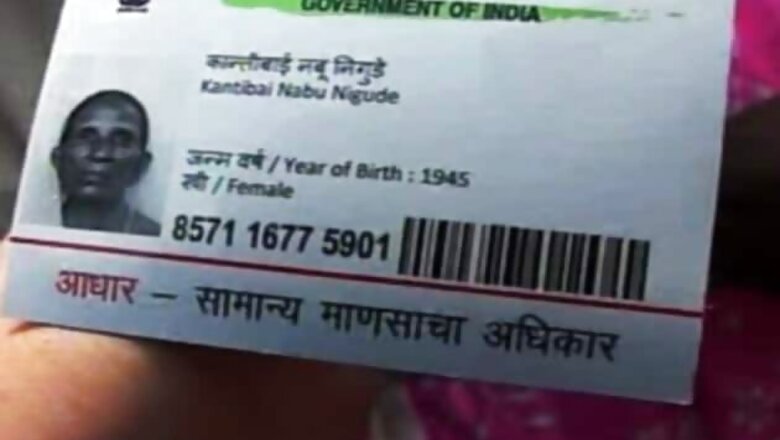 GOVERNMENT OF INDIA
कान्तीबाई नबू निगुडे
Kantibai Nabu Nigude
जन्म वर्ष / Year of Birth : 1945
स्त्री / Female
8571 1677 5901
आधार – सामान्य माणसाचा अधिकार